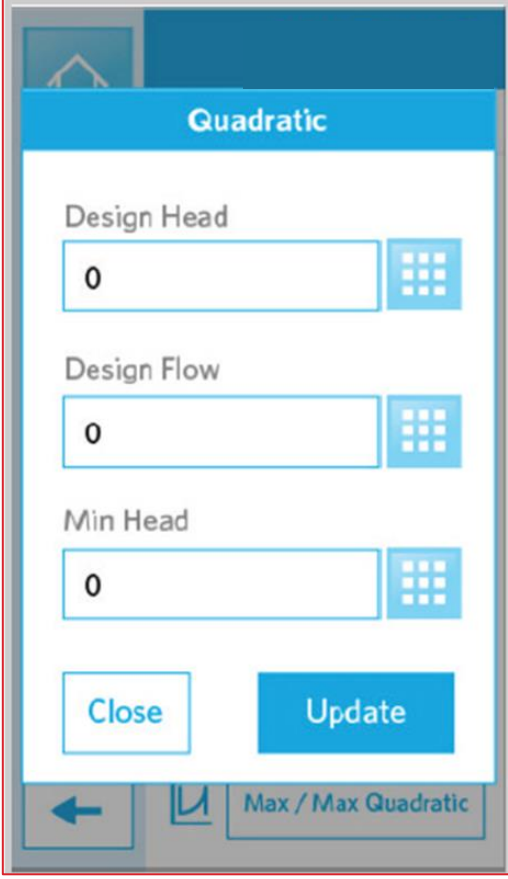 Quadratic
Design Head
0
Design Flow
0
Min Head
0
Close Update
Max / Max Quadratic